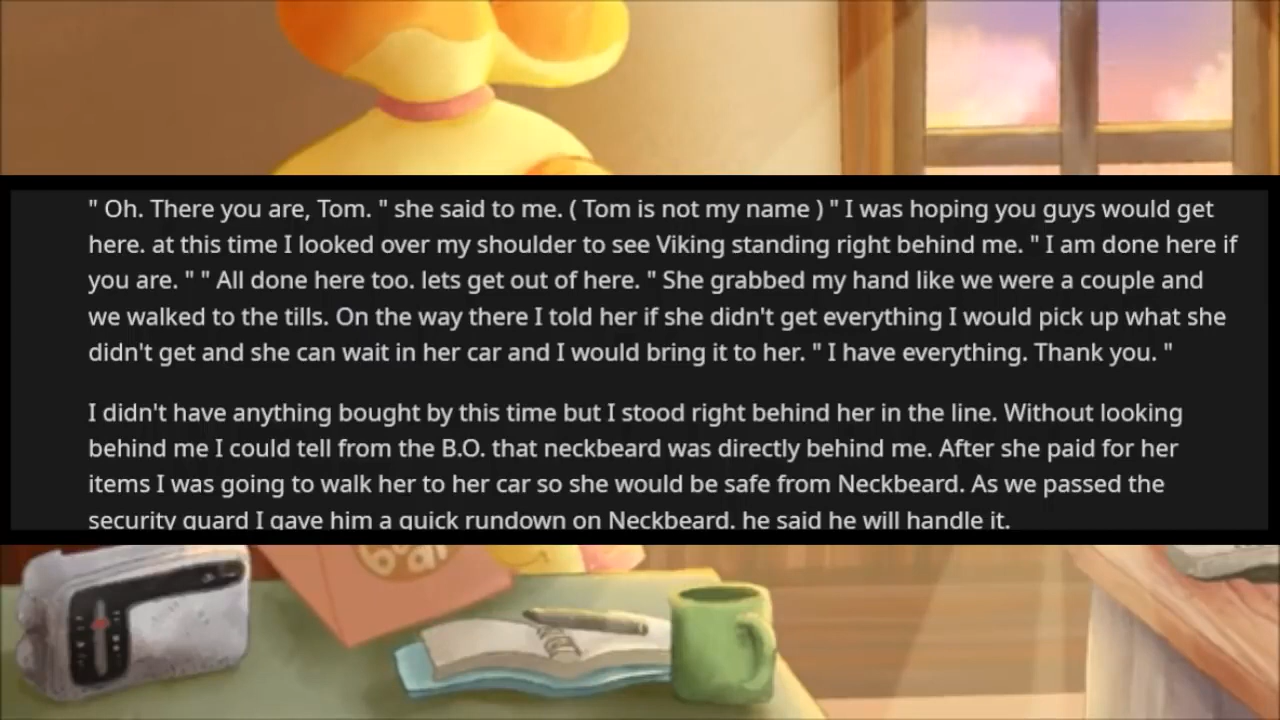 " Oh. There you are, Tom. " she said to me. ( Tom is not my name ) " I was hoping you guys would get
here. at this time I looked over my shoulder to see Viking standing right behind me. " I am done here if
you are. " " All done here too. lets get out of here. " She grabbed my hand like we were a couple and
we walked to the tills. On the way there I told her if she didn't get everything I would pick up what she
didn't get and she can wait in her car and I would bring it to her. " I have everything. Thank you. "
I didn't have anything bought by this time but I stood right behind her in the line. Without looking
behind me I could tell from the B.O. that neckbeard was directly behind me. After she paid for her
items I was going to walk her to her car so she would be safe from Neckbeard. As we passed the
security guard I gave him a quick rundown on Neckbeard. he said he will handle it.